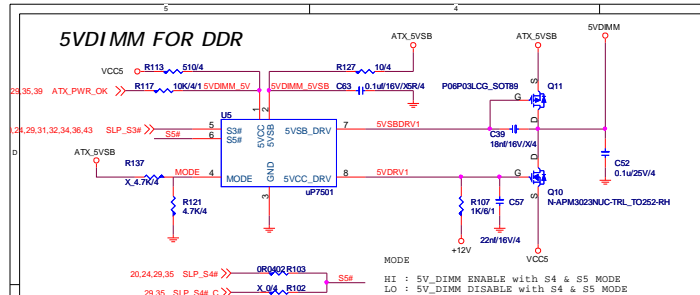 5
4
5VDIMM FOR DDR
ATX_5VSB
ATX_5VSB
5VDIMM
VCC5
R113
510/4
R127
10/4
29,35,39 ATX_PWR_OK
R117
10K/4/1
5VDIMM_5V
5VDIMM_5VSB
C63
0.1u/16V/X5R/4
P06P03LCG_SOT89
Q11
S
G
D
U5
1
2
5VCC
5VSB
0,24,29,31,32,34,36,43 SLP_S3#
S5#
5
6
S3#
S5#
5VSB_DRV
7
5VSBDRV1
C39
18nf/16V/X/4
D
ATX_5VSB
R137
X_4.7K/4
MODE
4
MODE
GND
5VCC_DRV
8
5VDRV1
D
G
S
Q10
N-APM3023NUC-TRL_TO252-RH
C52
0.1u/25V/4
3
uP7501
R121
4.7K/4
R107
1K/6/1
C57
22nf/16V/4
+12V
VCC5
20,24,29,35 SLP_S4#
0R0402
R103
S5#
29,35 SLP_S4#_C
X_0/4
R102
MODE
HI : 5V_DIMM ENABLE with S4 & S5 MODE
LO : 5V_DIMM DISABLE with S4 & S5 MODE